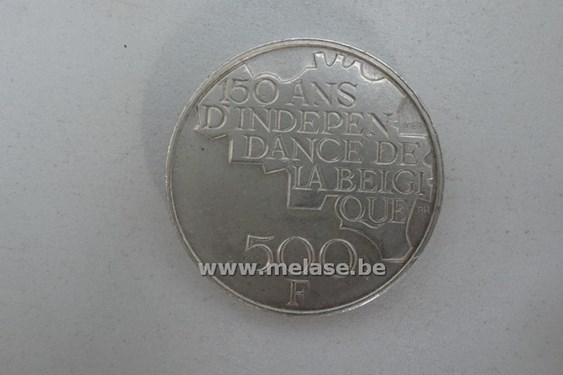 150 ANS
D'INDEPEN-
DANCE DE
LA BELGI
QUE
500
F
www.melase.be